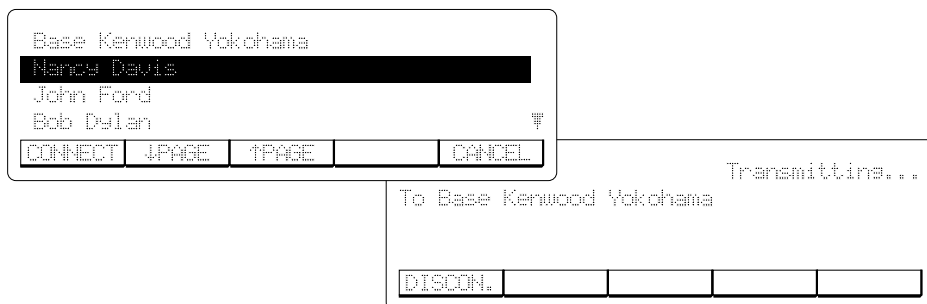 Base Kenwood Yokohama
Nancy Davis
John Ford
Bob Dylan
CONNECT ↓PAGE ↑PAGE CANCEL
Transmitting...
To Base Kenwood Yokohama
DISCON.